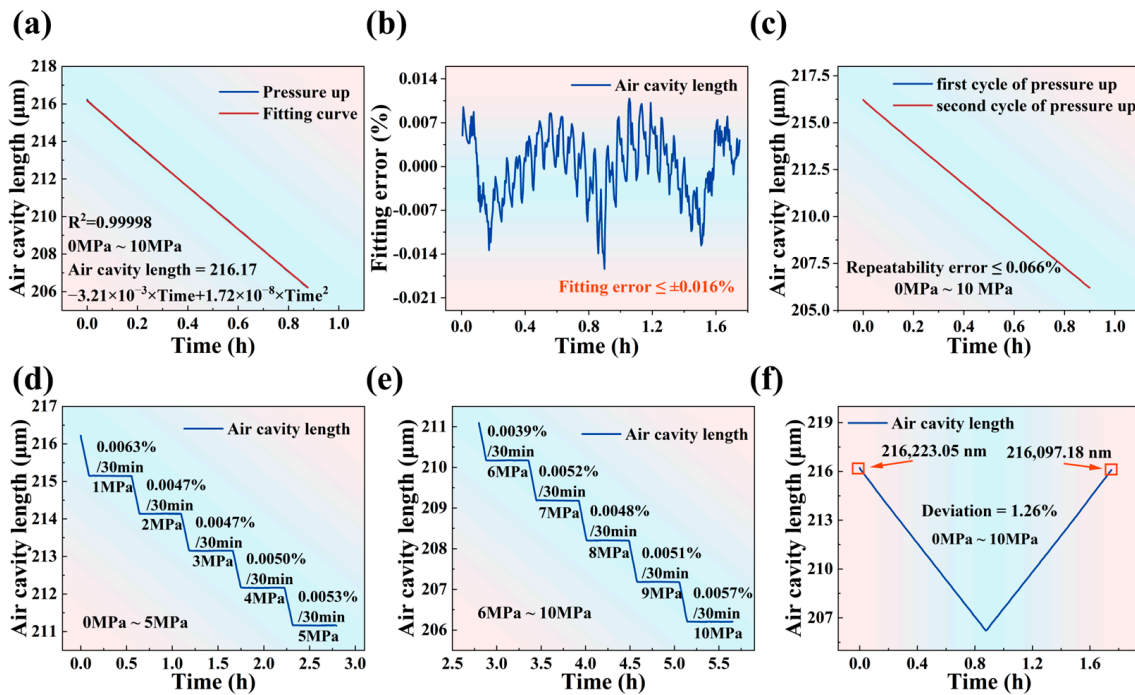 (a)
Air cavity length (μm)
218
216
214
212
210
208
206
Pressure up
Fitting curve
R²=0.99998
0MPa ~ 10MPa
Air cavity length = 216.17
−3.21×10⁻³×Time+1.72×10⁻⁸×Time²
0.0 0.2 0.4 0.6 0.8 1.0
Time (h)
(b)
Fitting error (%)
0.014
0.007
0.000
-0.007
-0.014
-0.021
Air cavity length
Fitting error ≤ ±0.016%
0.0 0.4 0.8 1.2 1.6
Time (h)
(c)
Air cavity length (μm)
217.5
215.0
212.5
210.0
207.5
205.0
first cycle of pressure up
second cycle of pressure up
Repeatability error ≤ 0.066%
0MPa ~ 10 MPa
0.0 0.2 0.4 0.6 0.8 1.0
Time (h)
(d)
Air cavity length (μm)
217
216
215
214
213
212
211
Air cavity length
0.0063%
/30min
1MPa
0.0047%
/30min
2MPa
0.0047%
/30min
3MPa
0.0050%
/30min
4MPa
0.0053%
/30min
5MPa
0MPa ~ 5MPa
0.0 0.5 1.0 1.5 2.0 2.5 3.0
Time (h)
(e)
Air cavity length (μm)
211
210
209
208
207
206
Air cavity length
0.0039%
/30min
6MPa
0.0052%
/30min
7MPa
0.0048%
/30min
8MPa
0.0051%
/30min
9MPa
0.0057%
/30min
10MPa
6MPa ~ 10MPa
2.5 3.0 3.5 4.0 4.5 5.0 5.5
Time (h)
(f)
Air cavity length (μm)
219
216
213
210
207
Air cavity length
216,223.05 nm
216,097.18 nm
Deviation = 1.26%
0MPa ~ 10MPa
0.0 0.4 0.8 1.2 1.6
Time (h)